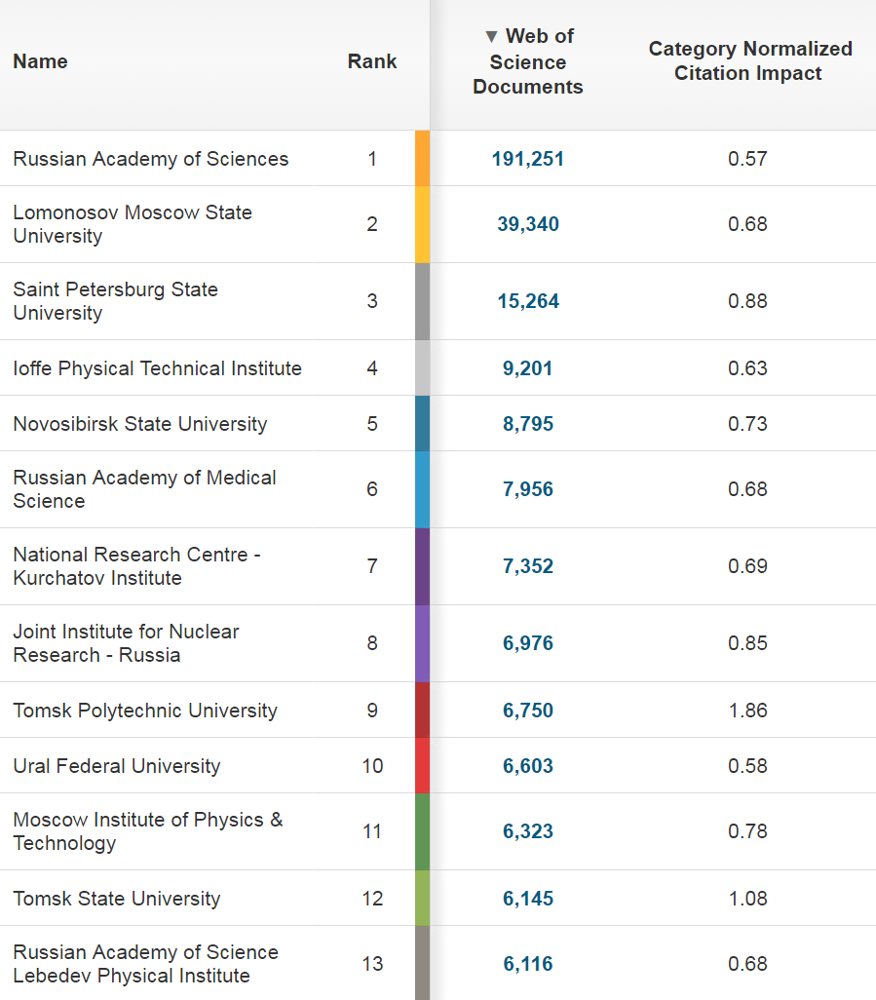 Name Rank ▼ Web of Science Documents Category Normalized Citation Impact
Russian Academy of Sciences 1 191,251 0.57
Lomonosov Moscow State
University 2 39,340 0.68
Saint Petersburg State
University 3 15,264 0.88
Ioffe Physical Technical Institute 4 9,201 0.63
Novosibirsk State University 5 8,795 0.73
Russian Academy of Medical
Science 6 7,956 0.68
National Research Centre -
Kurchatov Institute 7 7,352 0.69
Joint Institute for Nuclear
Research - Russia 8 6,976 0.85
Tomsk Polytechnic University 9 6,750 1.86
Ural Federal University 10 6,603 0.58
Moscow Institute of Physics &
Technology 11 6,323 0.78
Tomsk State University 12 6,145 1.08
Russian Academy of Science
Lebedev Physical Institute 13 6,116 0.68